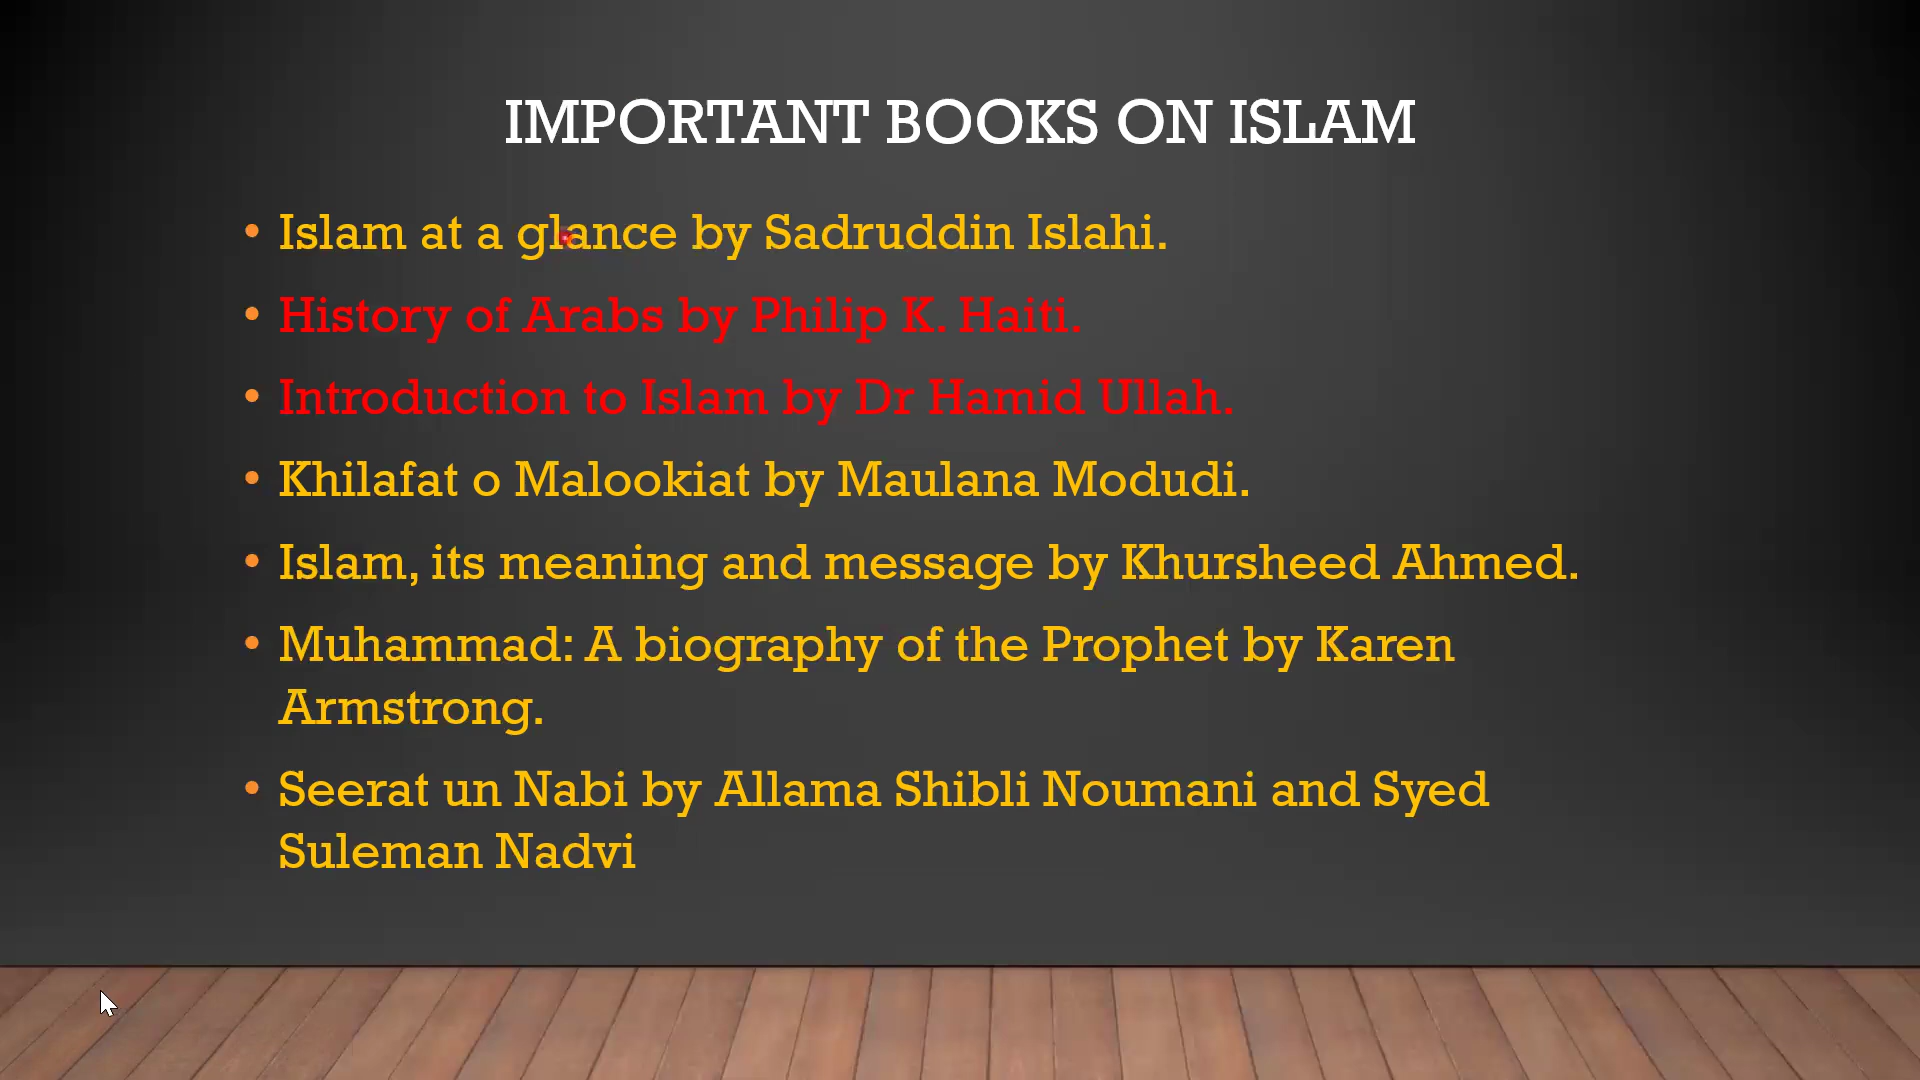 IMPORTANT BOOKS ON ISLAM
• Islam at a glance by Sadruddin Islahi.
• History of Arabs by Philip K. Haiti.
• Introduction to Islam by Dr Hamid Ullah.
• Khilafat o Malookiat by Maulana Modudi.
• Islam, its meaning and message by Khursheed Ahmed.
• Muhammad: A biography of the Prophet by Karen
Armstrong.
• Seerat un Nabi by Allama Shibli Noumani and Syed
Suleman Nadvi